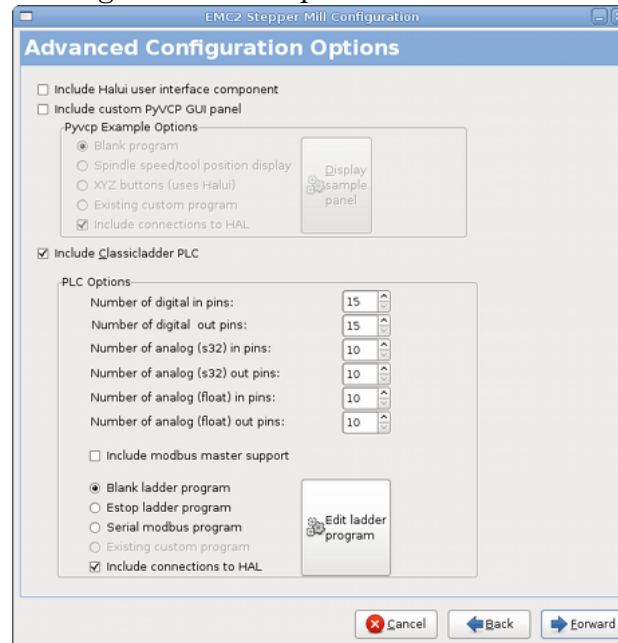 EMC2 Stepper Mill Configuration
Advanced Configuration Options
Include Halui user interface component
Include custom PyVCP GUI panel
Pyvcp Example Options
Blank program
Spindle speed/tool position display
XYZ buttons (uses Halui)
Existing custom program
Include connections to HAL
Display
sample
panel
Include Classicladder PLC
PLC Options
Number of digital in pins: 15
Number of digital out pins: 15
Number of analog (s32) in pins: 10
Number of analog (s32) out pins: 10
Number of analog (float) in pins: 10
Number of analog (float) out pins: 10
Include modbus master support
Blank ladder program
Estop ladder program
Serial modbus program
Existing custom program
Include connections to HAL
Edit ladder
program
Cancel Back Forward